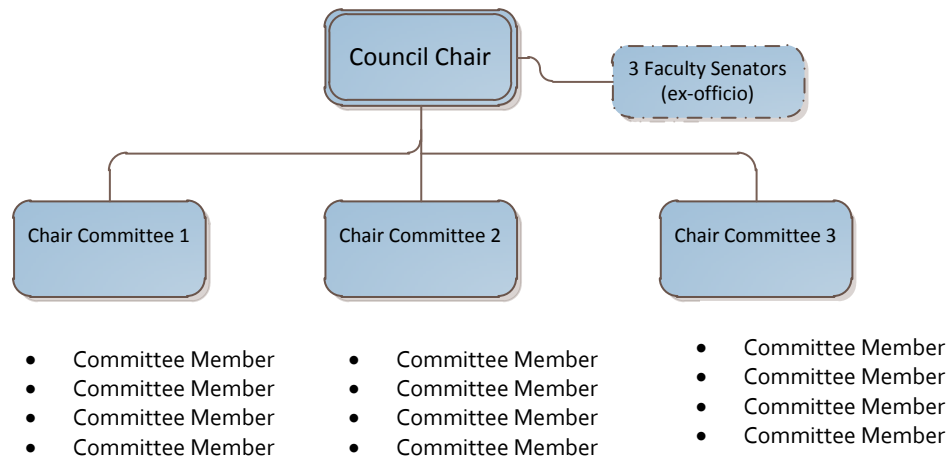 Council Chair
3 Faculty Senators
(ex-officio)
Chair Committee 1
Chair Committee 2
Chair Committee 3
• Committee Member
• Committee Member
• Committee Member
• Committee Member
• Committee Member
• Committee Member
• Committee Member
• Committee Member
• Committee Member
• Committee Member
• Committee Member
• Committee Member